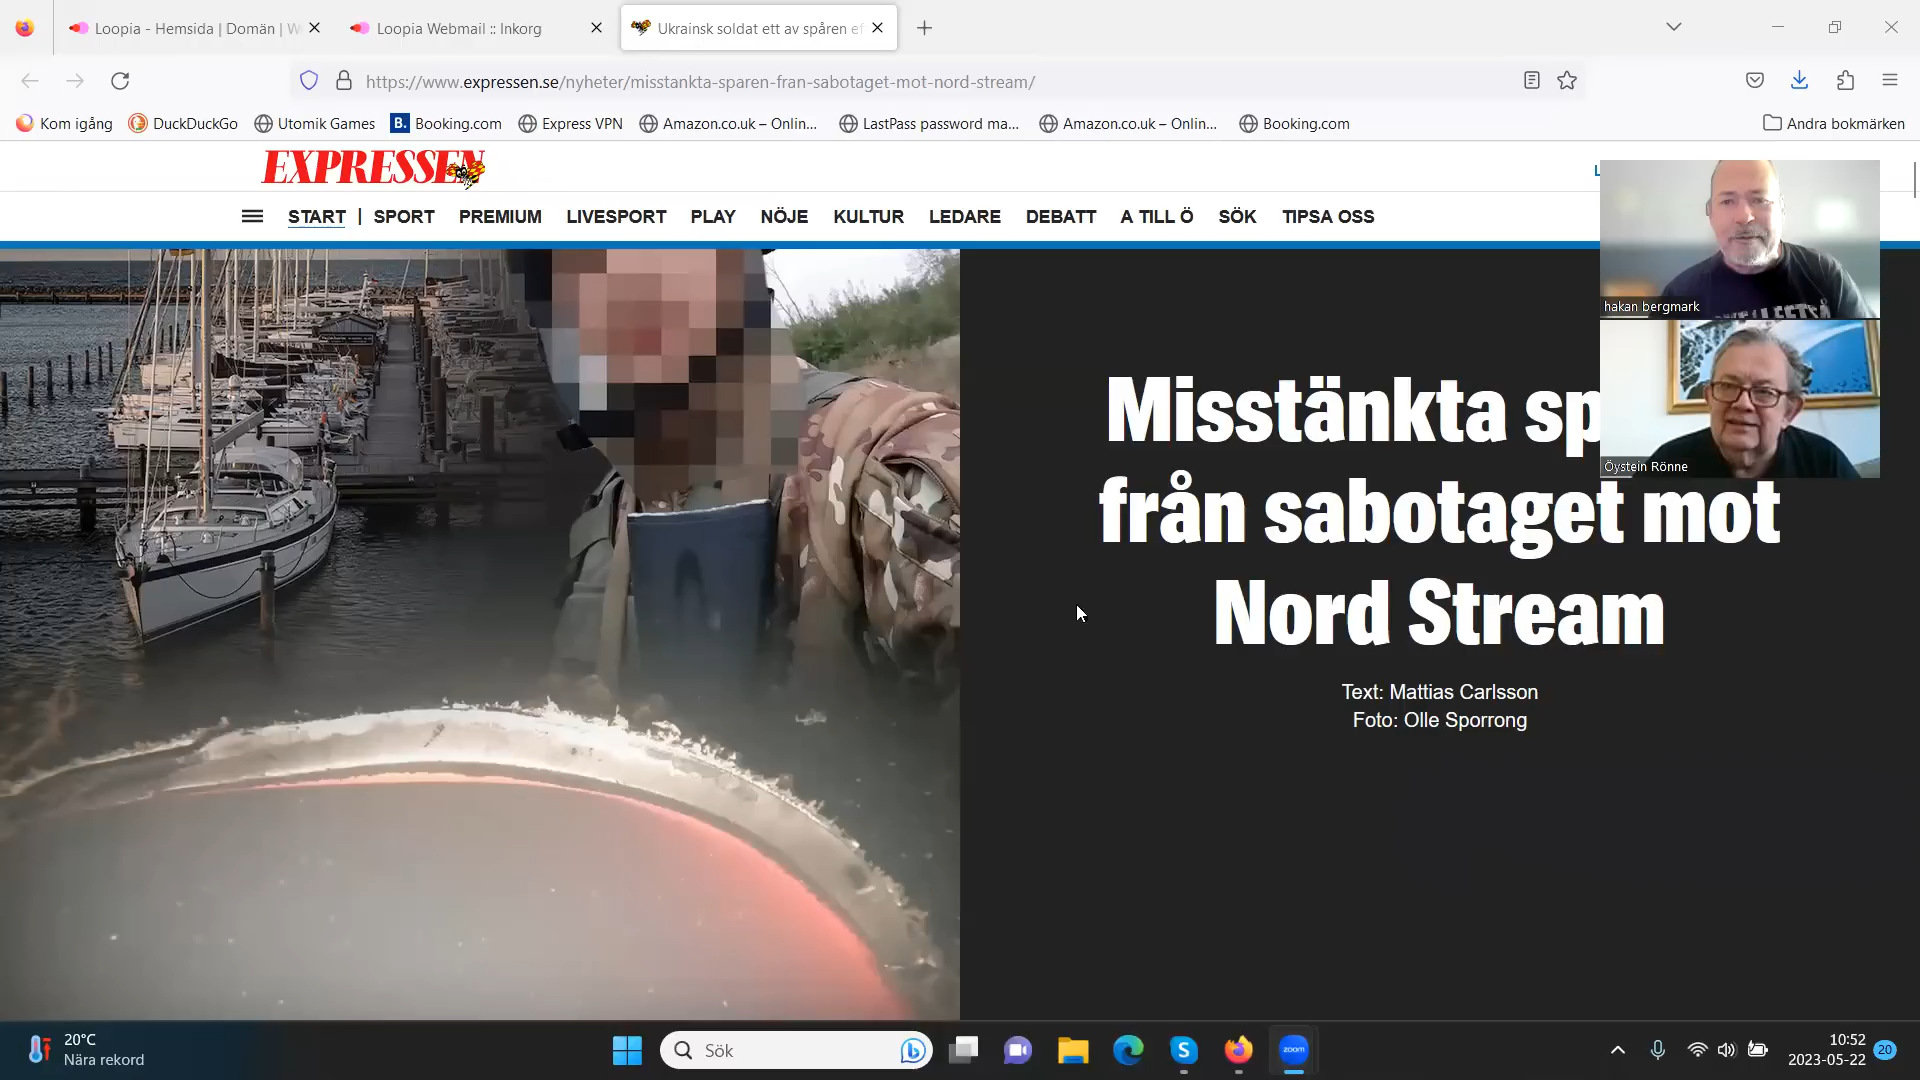 Loopia - Hemsida | Domän | W
Loopia Webmail :: Inkorg
Ukrainsk soldat ett av spåren ef
https://www.expressen.se/nyheter/misstankta-sparen-fran-sabotaget-mot-nord-stream/
Kom igång
DuckDuckGo
Utomik Games
B. Booking.com
Express VPN
Amazon.co.uk – Onlin...
LastPass password ma...
Amazon.co.uk – Onlin...
Booking.com
Andra bokmärken
EXPRESSEN
START | SPORT PREMIUM LIVESPORT PLAY NÖJE KULTUR LEDARE DEBATT A TILL Ö SÖK TIPSA OSS
hakan bergmark
Öystein Rönne
Misstänkta sp
från sabotaget mot
Nord Stream
Text: Mattias Carlsson
Foto: Olle Sporrong
20°C
Nära rekord
Sök
zoom
10:52
2023-05-22
20